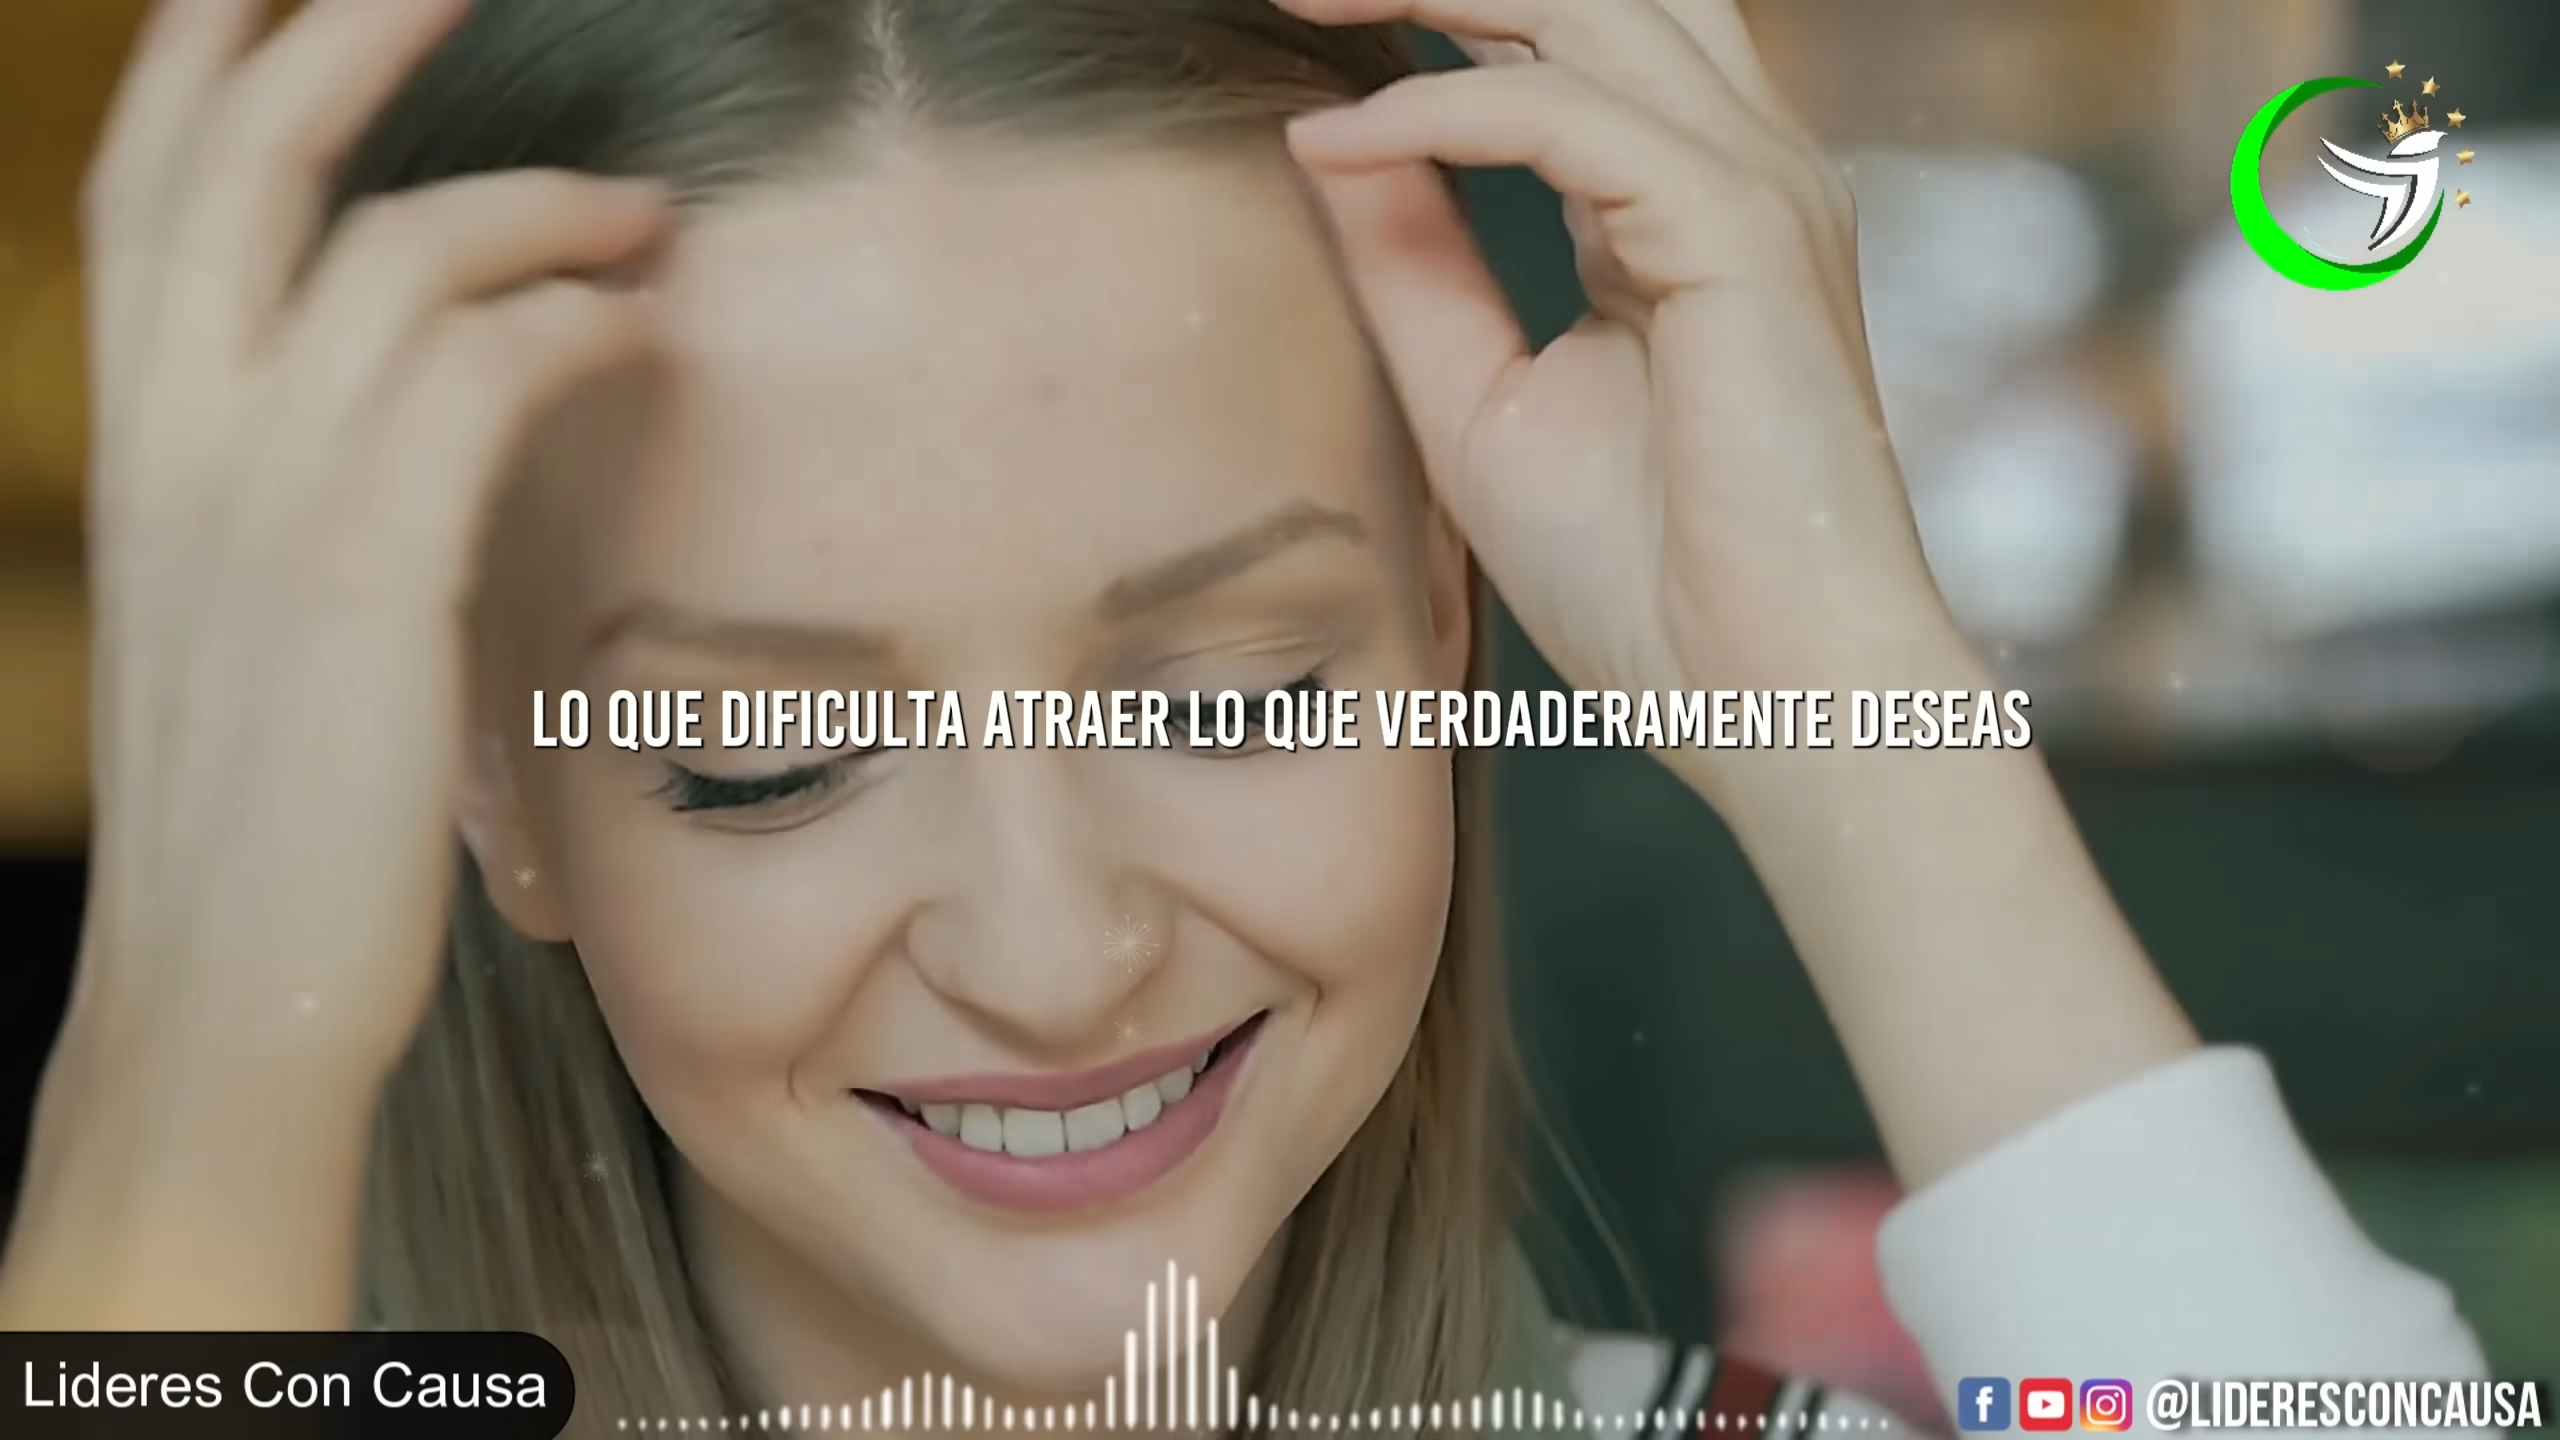 LO QUE DIFICULTA ATRAER LO QUE VERDADERAMENTE DESEAS
Lideres Con Causa
@LIDERESCONCAUSA